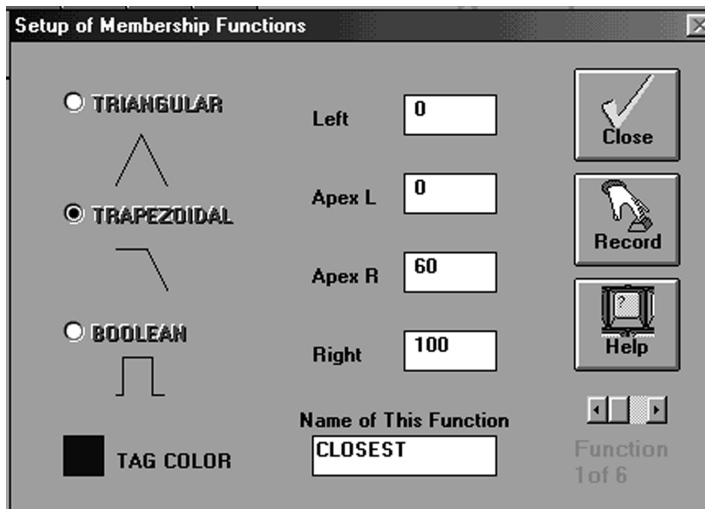 Setup of Membership Functions
TRIANGULAR
TRAPEZOIDAL
BOOLEAN
TAG COLOR
Left 0
Apex L 0
Apex R 60
Right 100
Name of This Function
CLOSEST
Close
Record
?
Help
Function
1of 6